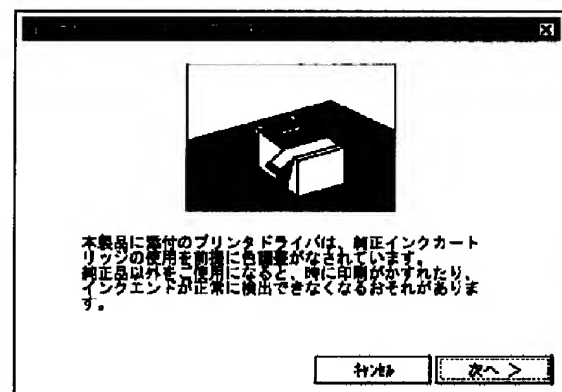 本製品に添付のプリンタドライバは、純正インクカート
リッジの使用を前提に色調整がなされています。
純正品以外をご使用になると、時に印刷がかすれたり、
インクエンドが正常に検出できなくなるおそれがありま
す。
キャンセル
次へ >